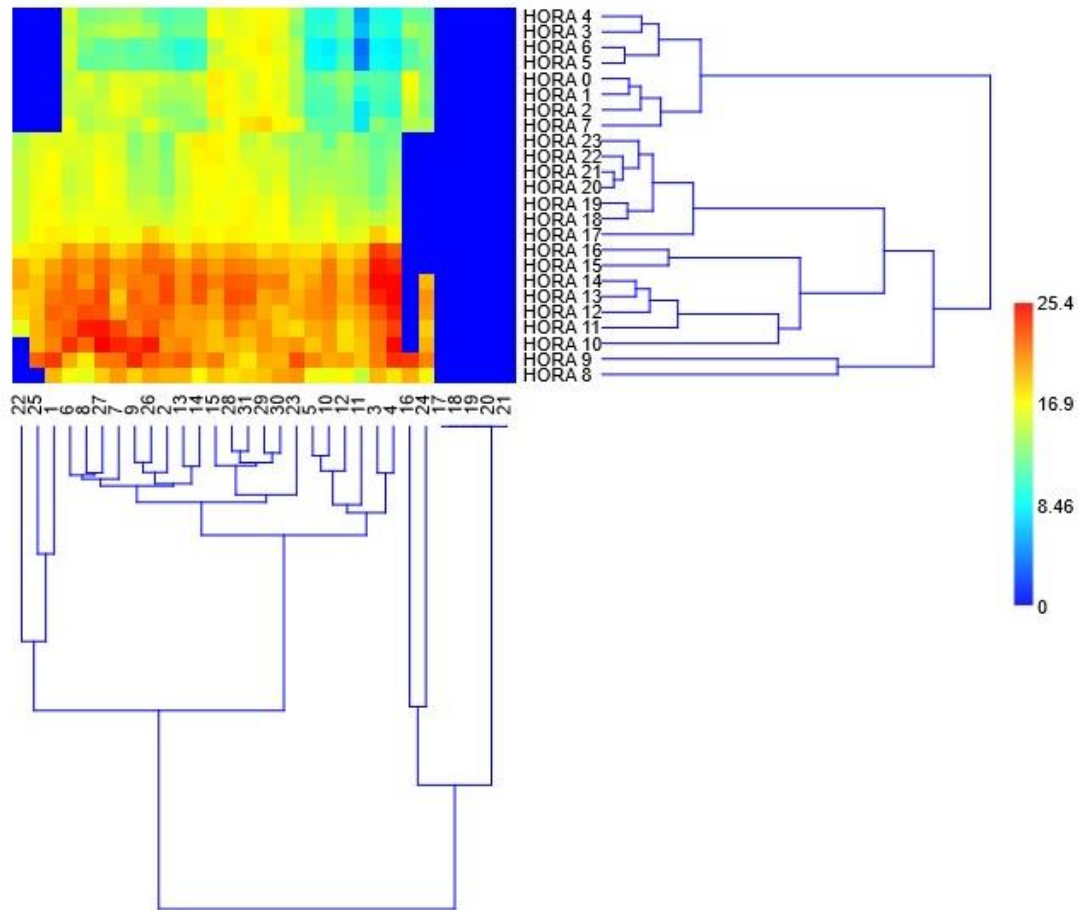 HORA 4
HORA 3
HORA 6
HORA 5
HORA 0
HORA 1
HORA 2
HORA 7
HORA 23
HORA 22
HORA 21
HORA 20
HORA 19
HORA 18
HORA 17
HORA 16
HORA 15
HORA 14
HORA 13
HORA 12
HORA 11
HORA 10
HORA 9
HORA 8
25.4
16.9
8.46
0
22 25 1 6 8 27 7 9 26 2 13 14 15 28 31 29 30 23 5 10 12 11 3 4 16 24 17 18 19 20 21